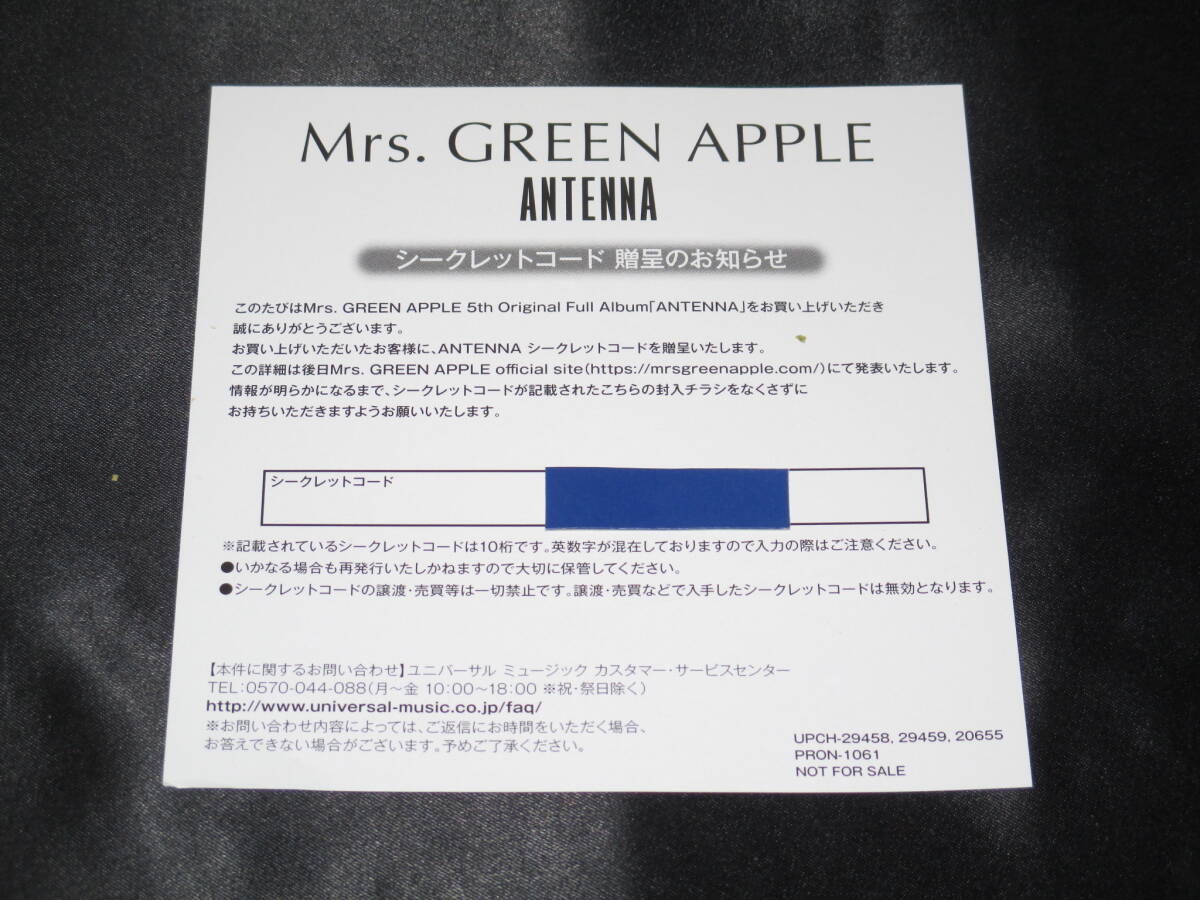 Mrs. GREEN APPLE
ANTENNA
シークレットコード 贈呈のお知らせ
このたびはMrs. GREEN APPLE 5th Original Full Album「ANTENNA」をお買い上げいただき
誠にありがとうございます。
お買い上げいただいたお客様に、ANTENNA シークレットコードを贈呈いたします。
この詳細は後日Mrs. GREEN APPLE official site(https://mrsgreenapple.com/)にて発表いたします。
情報が明らかになるまで、シークレットコードが記載されたこちらの封入チラシをなくさずに
お持ちいただきますようお願いいたします。
シークレットコード
※記載されているシークレットコードは10桁です。英数字が混在しておりますので入力の際はご注意ください。
●いかなる場合も再発行いたしかねますので大切に保管してください。
●シークレットコードの譲渡・売買等は一切禁止です。譲渡・売買などで入手したシークレットコードは無効となります。
【本件に関するお問い合わせ】ユニバーサル ミュージック カスタマー・サービスセンター
TEL:0570-044-088(月〜金 10:00〜18:00 ※祝・祭日除く)
http://www.universal-music.co.jp/faq/
※お問い合わせ内容によっては、ご返信にお時間をいただく場合、
お答えできない場合がございます。予めご了承ください。
UPCH-29458, 29459, 20655
PRON-1061
NOT FOR SALE